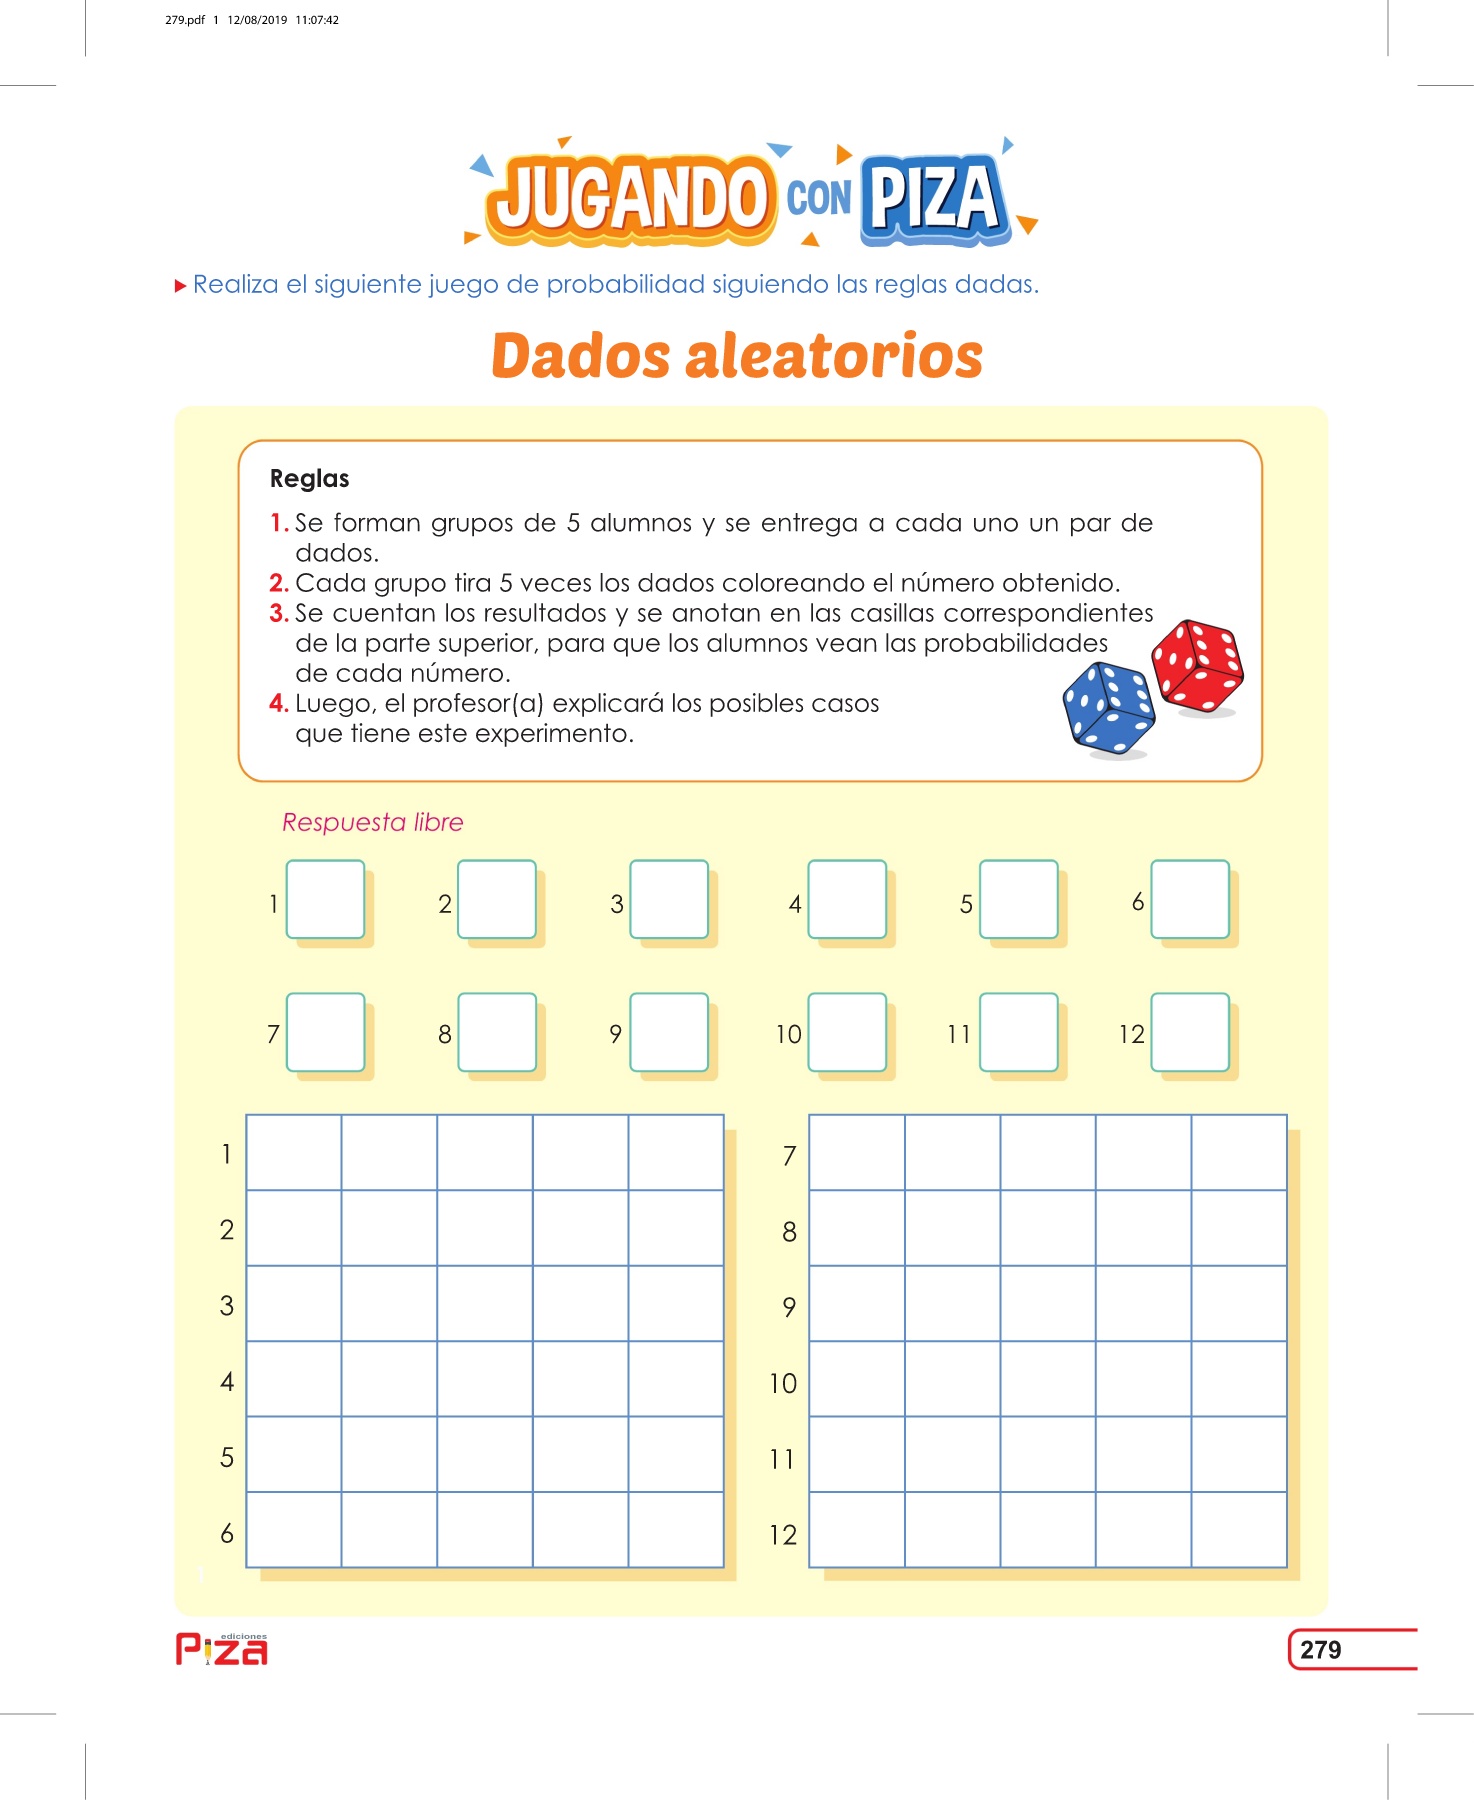 279.pdf 1 12/08/2019 11:07:42
JUGANDO CON PIZA
Realiza el siguiente juego de probabilidad siguiendo las reglas dadas.
Dados aleatorios
Reglas
1. Se forman grupos de 5 alumnos y se entrega a cada uno un par de
dados.
2. Cada grupo tira 5 veces los dados coloreando el número obtenido.
3. Se cuentan los resultados y se anotan en las casillas correspondientes
de la parte superior, para que los alumnos vean las probabilidades
de cada número.
4. Luego, el profesor(a) explicará los posibles casos
que tiene este experimento.
Respuesta libre
1 2 3 4 5 6
7 8 9 10 11 12
1 7
2 8
3 9
4 10
5 11
6 12
ediciones
Piza
279